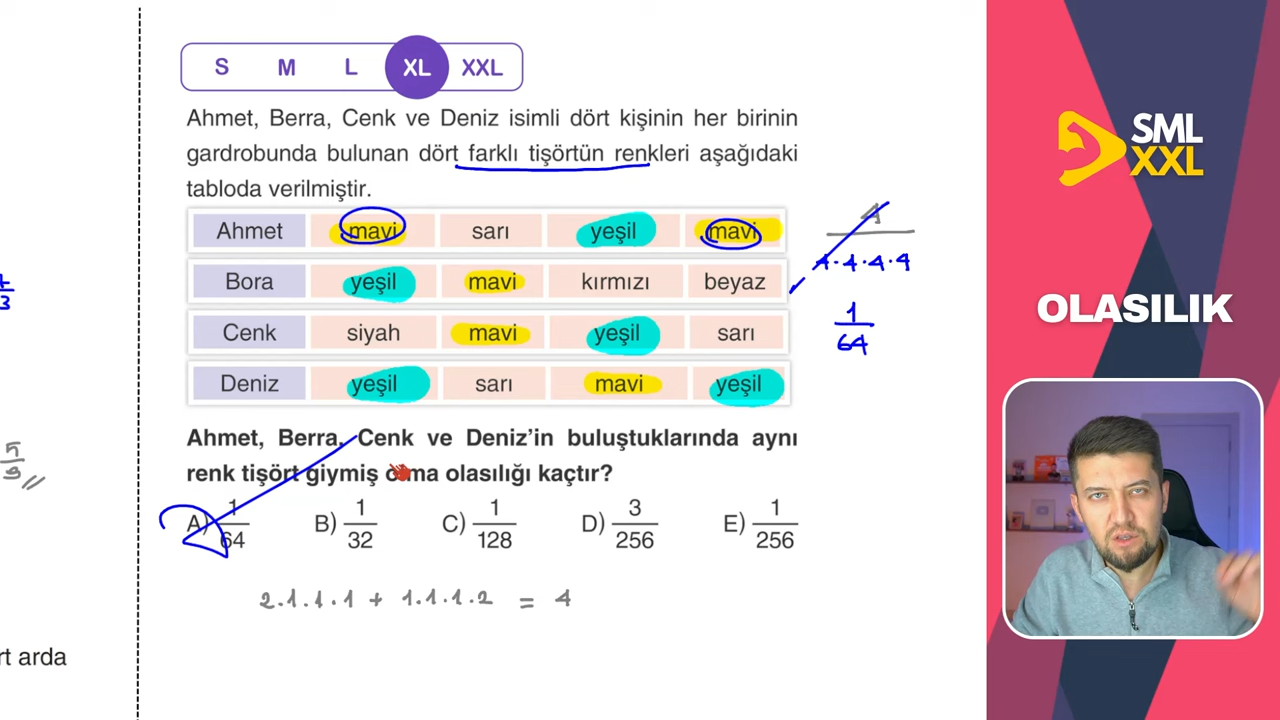 S M L XL XXL
Ahmet, Berra, Cenk ve Deniz isimli dört kişinin her birinin
gardrobunda bulunan dört farklı tişörtün renkleri aşağıdaki
tabloda verilmiştir.
Ahmet mavi sarı yeşil mavi
Bora yeşil mavi kırmızı beyaz
Cenk siyah mavi yeşil sarı
Deniz yeşil sarı mavi yeşil
Ahmet, Berra, Cenk ve Deniz'in buluştuklarında aynı
renk tişört giymiş olma olasılığı kaçtır?
A) 1/64 B) 1/32 C) 1/128 D) 3/256 E) 1/256
2.1.1.1 + 1.1.1.2 = 4
4
4.4.4.4
1/64
5/9
rt arda
SML
XXL
OLASILIK